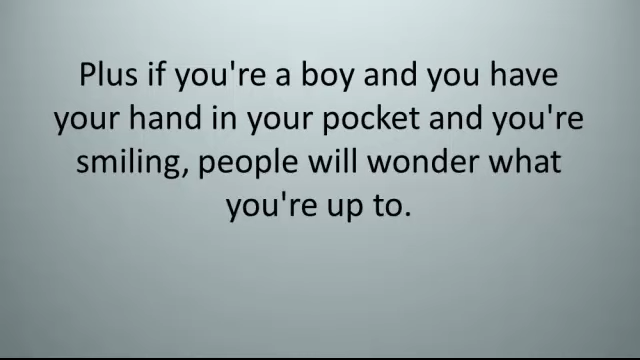 Plus if you're a boy and you have
your hand in your pocket and you're
smiling, people will wonder what
you're up to.